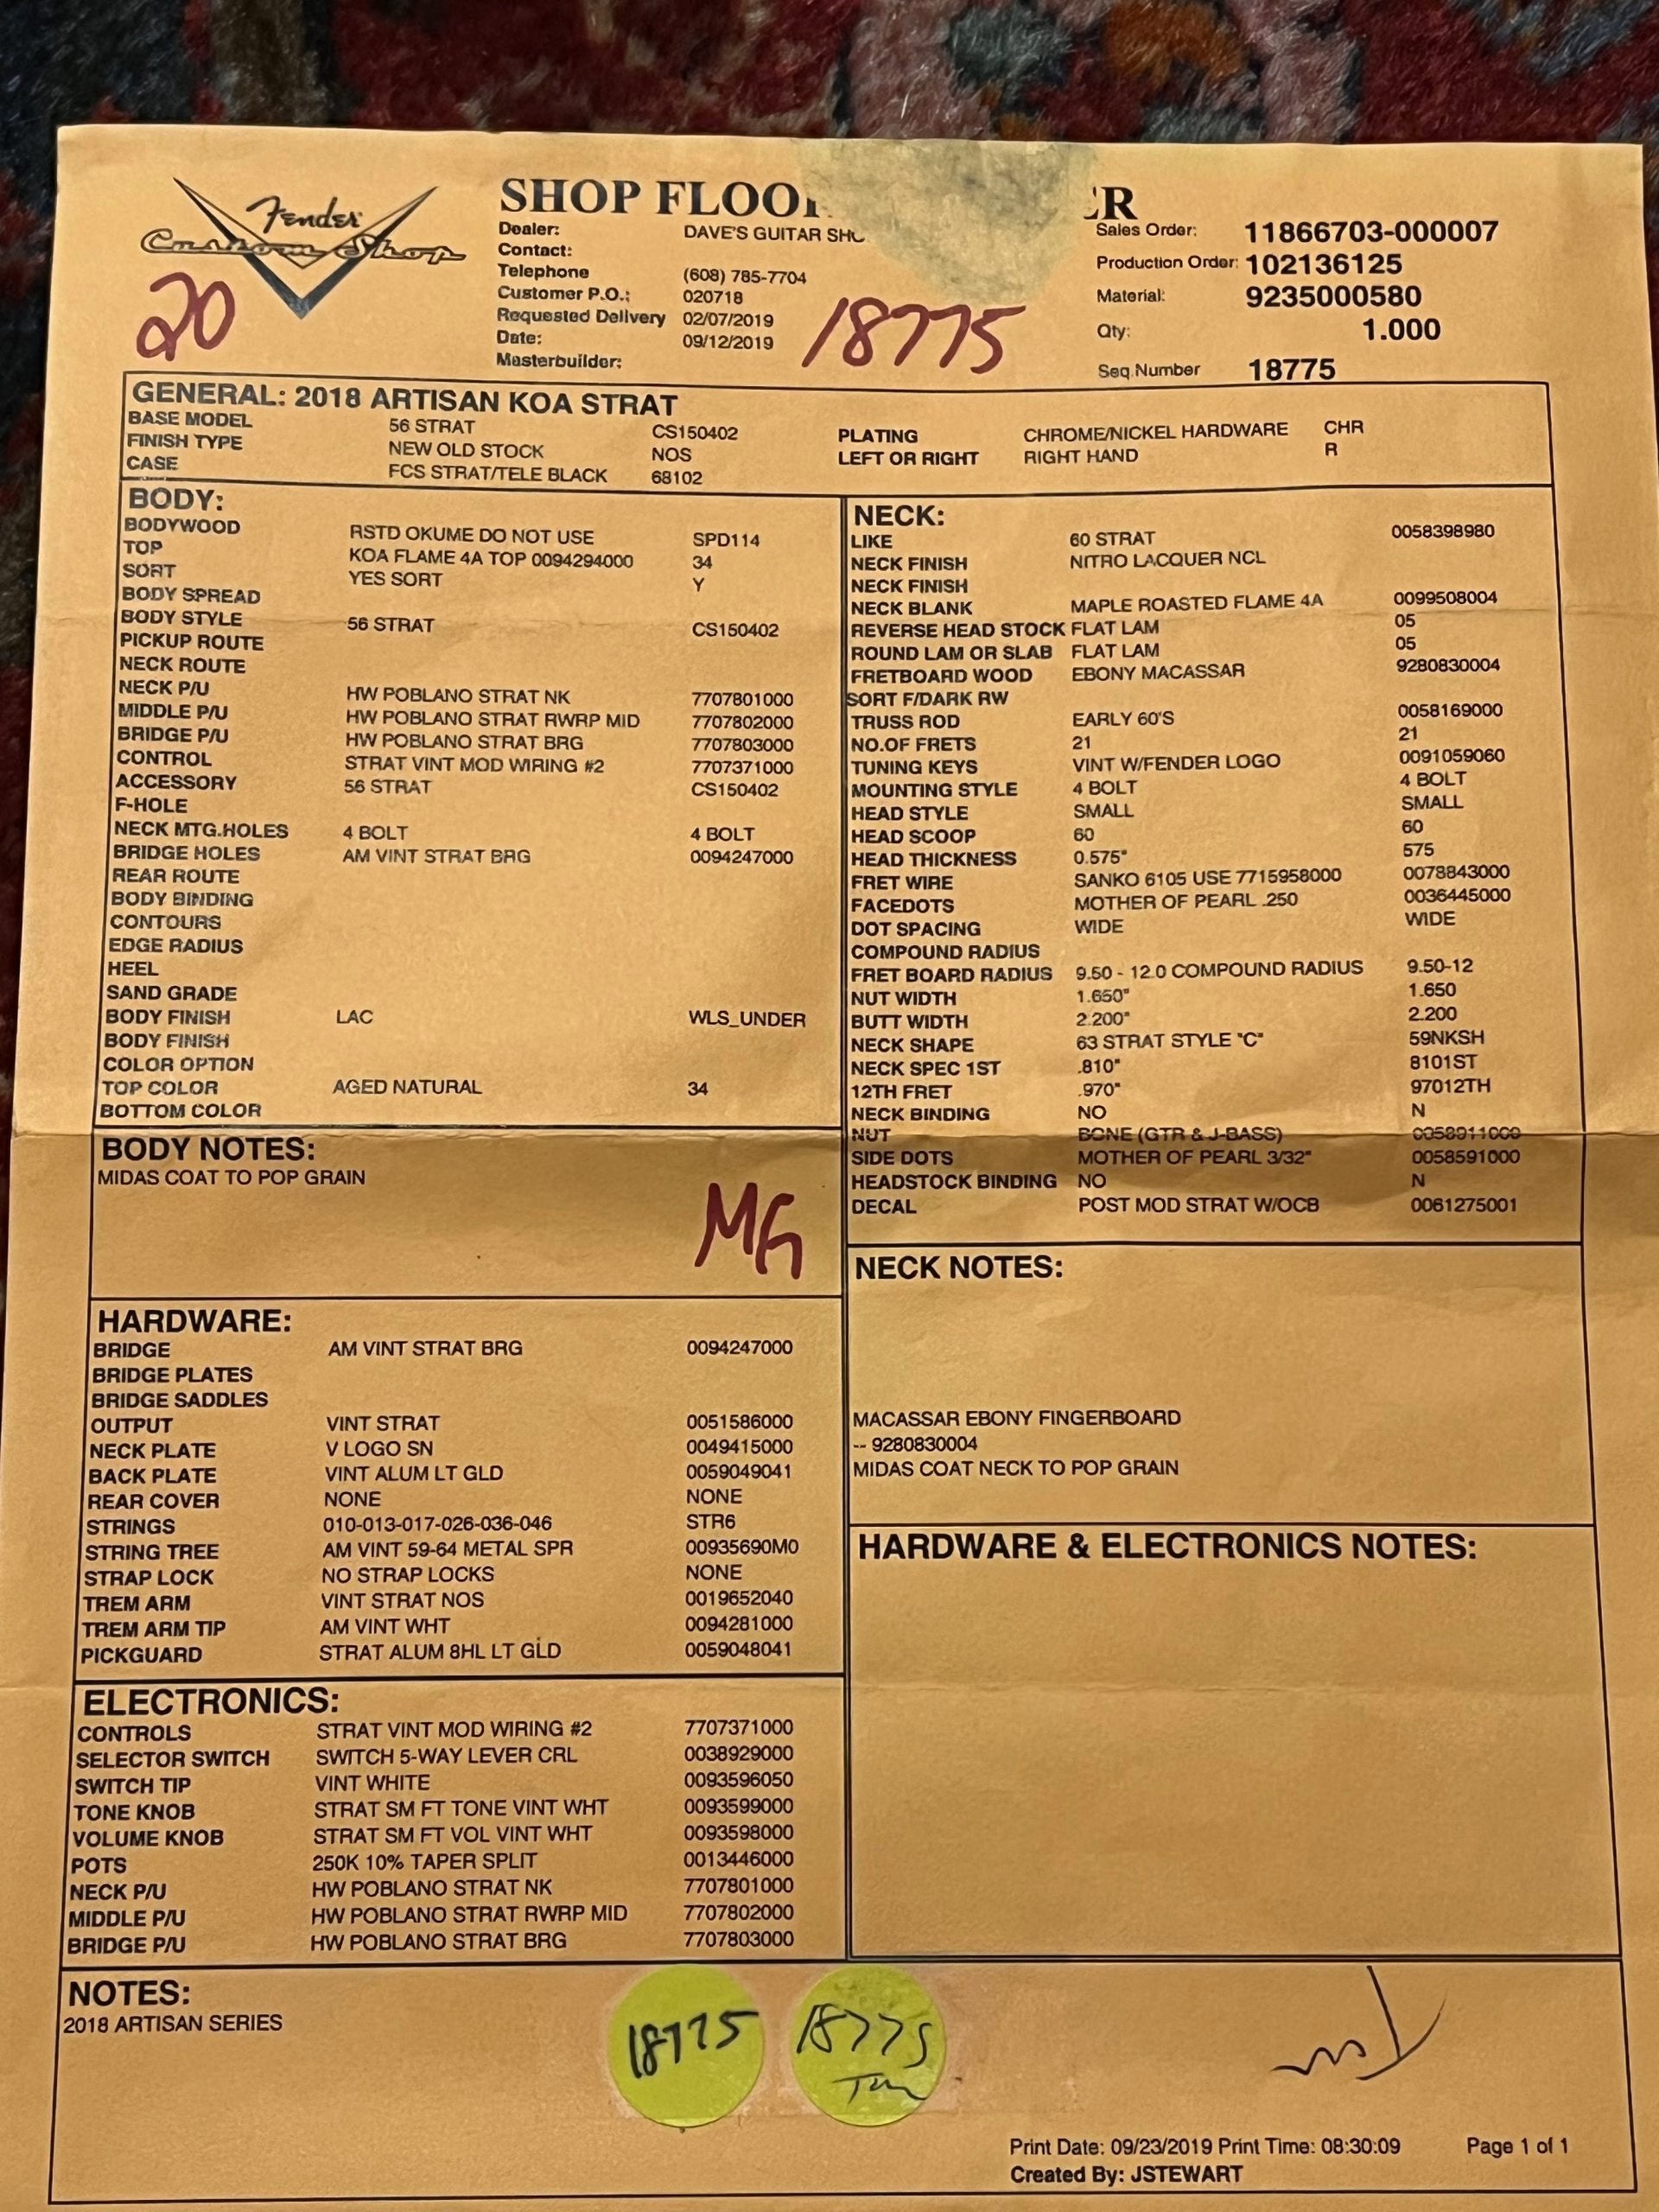 Fender
Custom Shop
SHOP FLOO
R
Dealer: DAVE'S GUITAR
Contact:
Telephone (608) 785-7704
Customer P.O.: 020718
Requested Delivery 02/07/2019
Date: 09/12/2019
Masterbuilder:
Sales Order: 11866703-000007
Production Order: 102136125
Material: 9235000580
Qty: 1.000
Seq.Number 18775
20
18775
GENERAL: 2018 ARTISAN KOA STRAT
BASE MODEL 56 STRAT CS150402
FINISH TYPE NEW OLD STOCK NOS
CASE FCS STRAT/TELE BLACK 68102
PLATING CHROME/NICKEL HARDWARE CHR
LEFT OR RIGHT RIGHT HAND R
BODY:
BODYWOOD RSTD OKUME DO NOT USE SPD114
TOP KOA FLAME 4A TOP 0094294000 34
SORT YES SORT Y
BODY SPREAD
BODY STYLE 56 STRAT CS150402
PICKUP ROUTE
NECK ROUTE
NECK P/U HW POBLANO STRAT NK 7707801000
MIDDLE P/U HW POBLANO STRAT RWRP MID 7707802000
BRIDGE P/U HW POBLANO STRAT BRG 7707803000
CONTROL STRAT VINT MOD WIRING #2 7707371000
ACCESSORY 56 STRAT CS150402
F-HOLE
NECK MTG.HOLES 4 BOLT 4 BOLT
BRIDGE HOLES AM VINT STRAT BRG 0094247000
REAR ROUTE
BODY BINDING
CONTOURS
EDGE RADIUS
HEEL
SAND GRADE
BODY FINISH LAC WLS_UNDER
BODY FINISH
COLOR OPTION
TOP COLOR AGED NATURAL 34
BOTTOM COLOR
BODY NOTES:
MIDAS COAT TO POP GRAIN
MG
HARDWARE:
BRIDGE AM VINT STRAT BRG 0094247000
BRIDGE PLATES
BRIDGE SADDLES
OUTPUT VINT STRAT 0051586000
NECK PLATE V LOGO SN 0049415000
BACK PLATE VINT ALUM LT GLD 0059049041
REAR COVER NONE NONE
STRINGS 010-013-017-026-036-046 STR6
STRING TREE AM VINT 59-64 METAL SPR 00935690M0
STRAP LOCK NO STRAP LOCKS NONE
TREM ARM VINT STRAT NOS 0019652040
TREM ARM TIP AM VINT WHT 0094281000
PICKGUARD STRAT ALUM 8HL LT GLD 0059048041
ELECTRONICS:
CONTROLS STRAT VINT MOD WIRING #2 7707371000
SELECTOR SWITCH SWITCH 5-WAY LEVER CRL 0038929000
SWITCH TIP VINT WHITE 0093596050
TONE KNOB STRAT SM FT TONE VINT WHT 0093599000
VOLUME KNOB STRAT SM FT VOL VINT WHT 0093598000
POTS 250K 10% TAPER SPLIT 0013446000
NECK P/U HW POBLANO STRAT NK 7707801000
MIDDLE P/U HW POBLANO STRAT RWRP MID 7707802000
BRIDGE P/U HW POBLANO STRAT BRG 7707803000
NECK:
LIKE 60 STRAT 0058398980
NECK FINISH NITRO LACQUER NCL
NECK FINISH
NECK BLANK MAPLE ROASTED FLAME 4A 0099508004
REVERSE HEAD STOCK FLAT LAM 05
ROUND LAM OR SLAB FLAT LAM 05
FRETBOARD WOOD EBONY MACASSAR 9280830004
SORT F/DARK RW
TRUSS ROD EARLY 60'S 0058169000
NO.OF FRETS 21 21
TUNING KEYS VINT W/FENDER LOGO 0091059060
MOUNTING STYLE 4 BOLT 4 BOLT
HEAD STYLE SMALL SMALL
HEAD SCOOP 60 60
HEAD THICKNESS 0.575" 575
FRET WIRE SANKO 6105 USE 7715958000 0078843000
FACEDOTS MOTHER OF PEARL .250 0036445000
DOT SPACING WIDE WIDE
COMPOUND RADIUS
FRET BOARD RADIUS 9.50 - 12.0 COMPOUND RADIUS 9.50-12
NUT WIDTH 1.650" 1.650
BUTT WIDTH 2.200" 2.200
NECK SHAPE 63 STRAT STYLE "C" 59NKSH
NECK SPEC 1ST .810" 8101ST
12TH FRET .970" 97012TH
NECK BINDING NO N
NUT BONE (GTR & J-BASS) 0058911000
SIDE DOTS MOTHER OF PEARL 3/32" 0058591000
HEADSTOCK BINDING NO N
DECAL POST MOD STRAT W/OCB 0061275001
NECK NOTES:
MACASSAR EBONY FINGERBOARD
-- 9280830004
MIDAS COAT NECK TO POP GRAIN
HARDWARE & ELECTRONICS NOTES:
NOTES:
2018 ARTISAN SERIES
18775
18775
Print Date: 09/23/2019 Print Time: 08:30:09 Page 1 of 1
Created By: JSTEWART